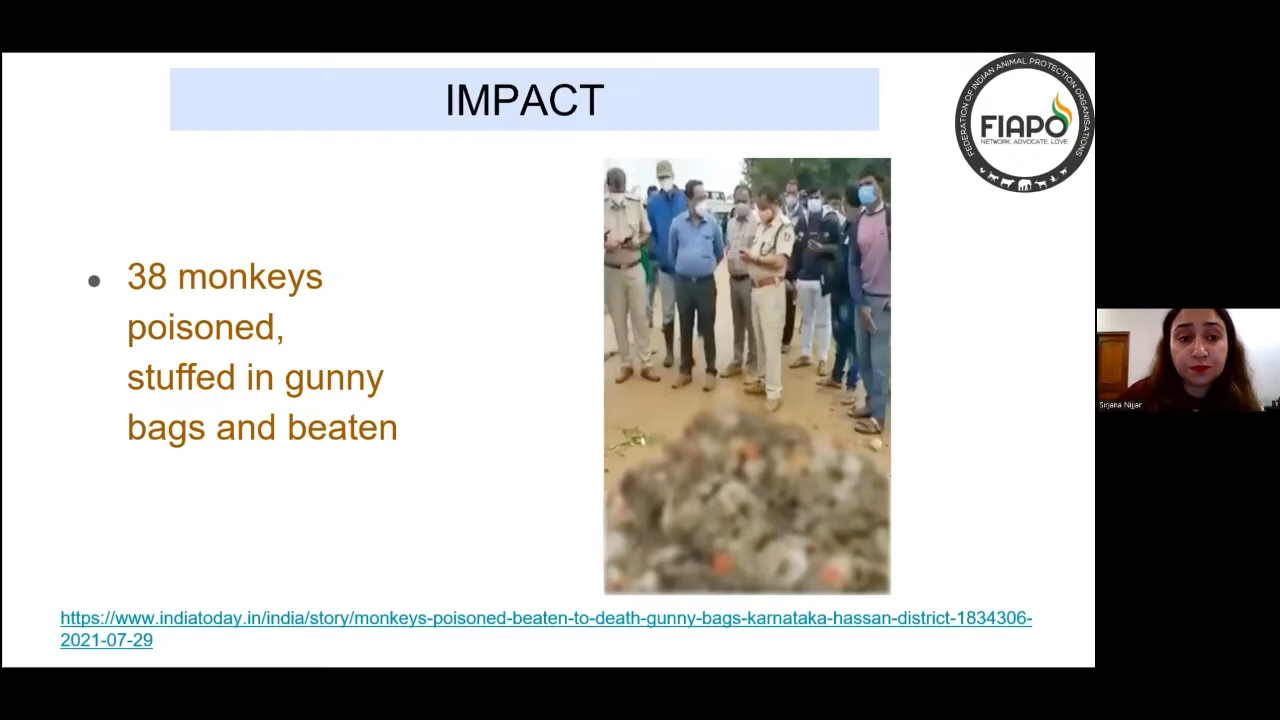 IMPACT
FEDERATION OF INDIAN ANIMAL PROTECTION ORGANISATIONS
FIAPO
NETWORK. ADVOCATE. LOVE
• 38 monkeys
poisoned,
stuffed in gunny
bags and beaten
Sirjana Nijjar
https://www.indiatoday.in/india/story/monkeys-poisoned-beaten-to-death-gunny-bags-karnataka-hassan-district-1834306-
2021-07-29